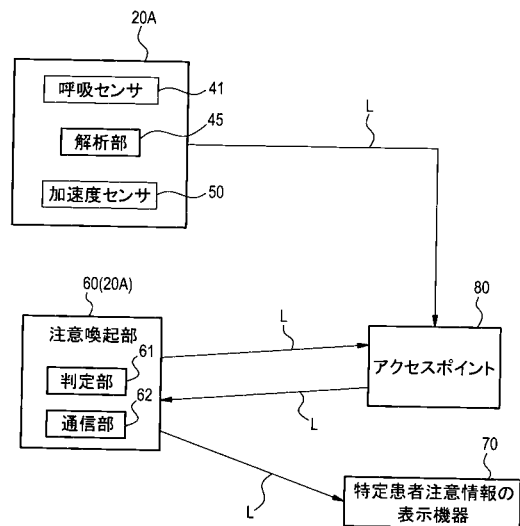 20A
呼吸センサ
41
解析部
45
加速度センサ
50
L
60(20A)
注意喚起部
61
判定部
62
通信部
L
L
L
80
アクセスポイント
70
特定患者注意情報の
表示機器